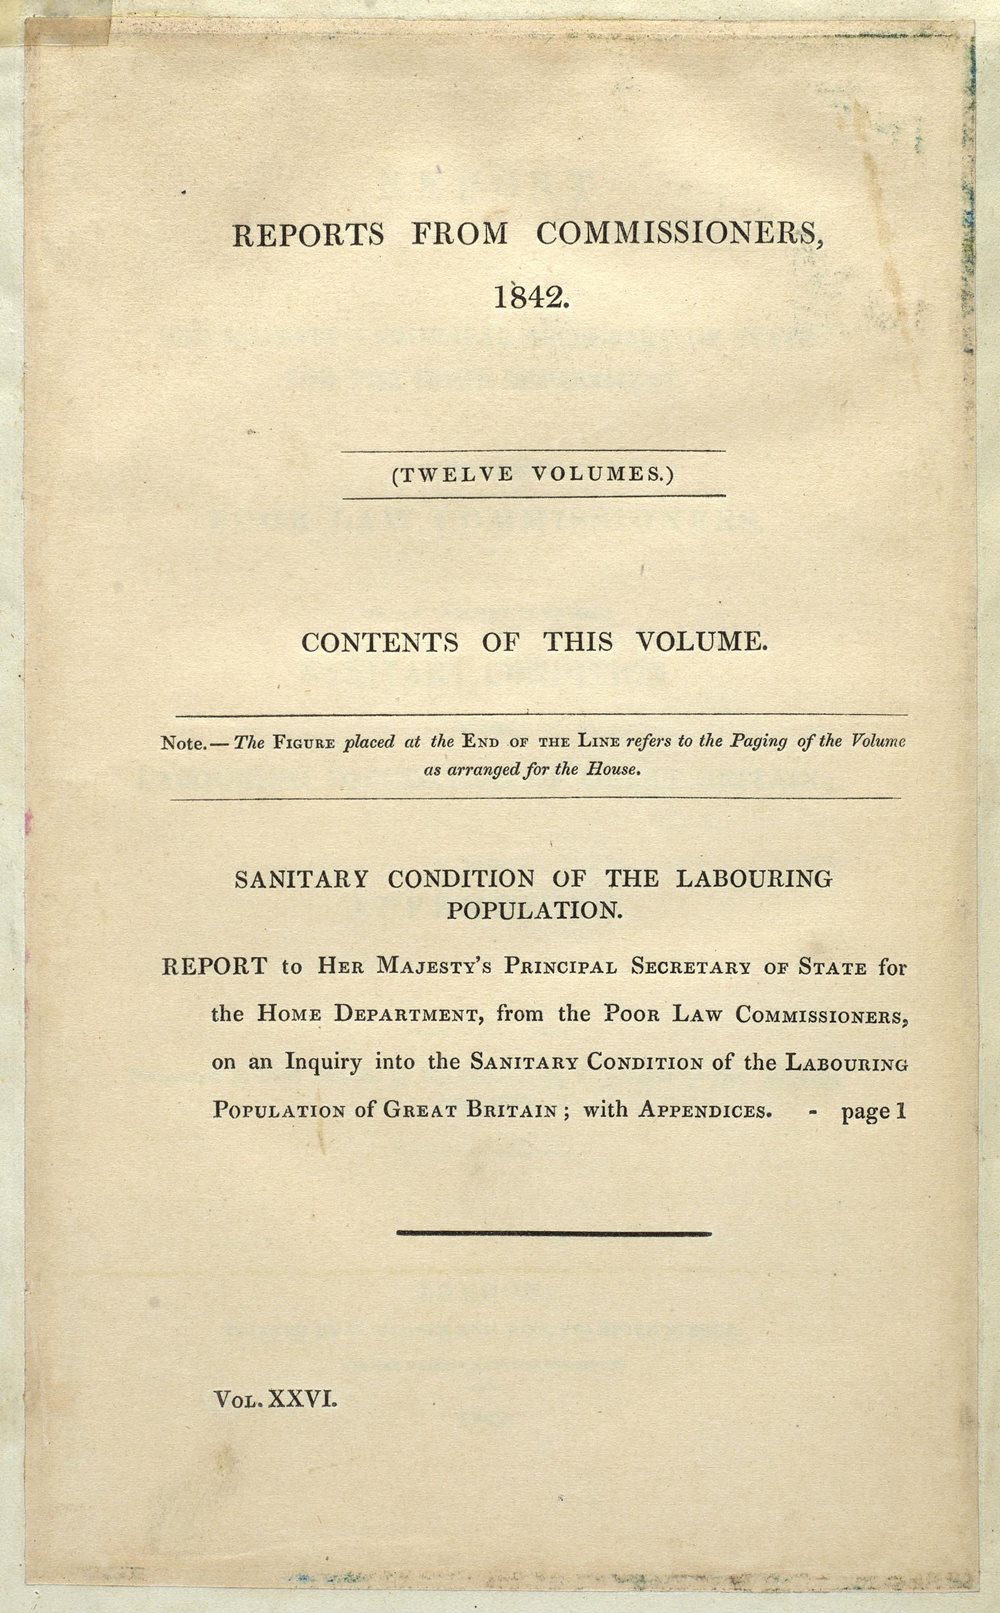 REPORTS FROM COMMISSIONERS,
1842.
(TWELVE VOLUMES.)
CONTENTS OF THIS VOLUME.
Note.— The FIGURE placed at the END OF THE LINE refers to the Paging of the Volume
as arranged for the House.
SANITARY CONDITION OF THE LABOURING
POPULATION.
REPORT to HER MAJESTY'S PRINCIPAL SECRETARY OF STATE for
the HOME DEPARTMENT, from the POOR LAW COMMISSIONERS,
on an Inquiry into the SANITARY CONDITION of the LABOURING
POPULATION of GREAT BRITAIN; with APPENDICES. - page 1
VOL. XXVI.